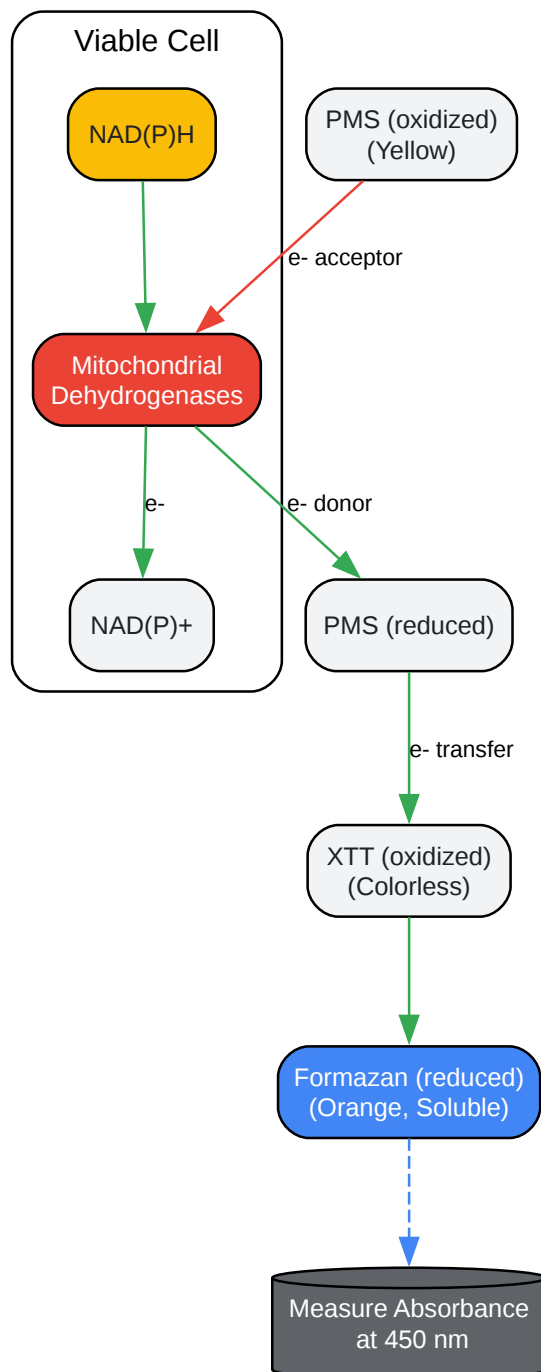 Viable Cell
NAD(P)H
PMS (oxidized)
(Yellow)
e- acceptor
Mitochondrial
Dehydrogenases
e-
e- donor
NAD(P)+
PMS (reduced)
e- transfer
XTT (oxidized)
(Colorless)
Formazan (reduced)
(Orange, Soluble)
Measure Absorbance
at 450 nm